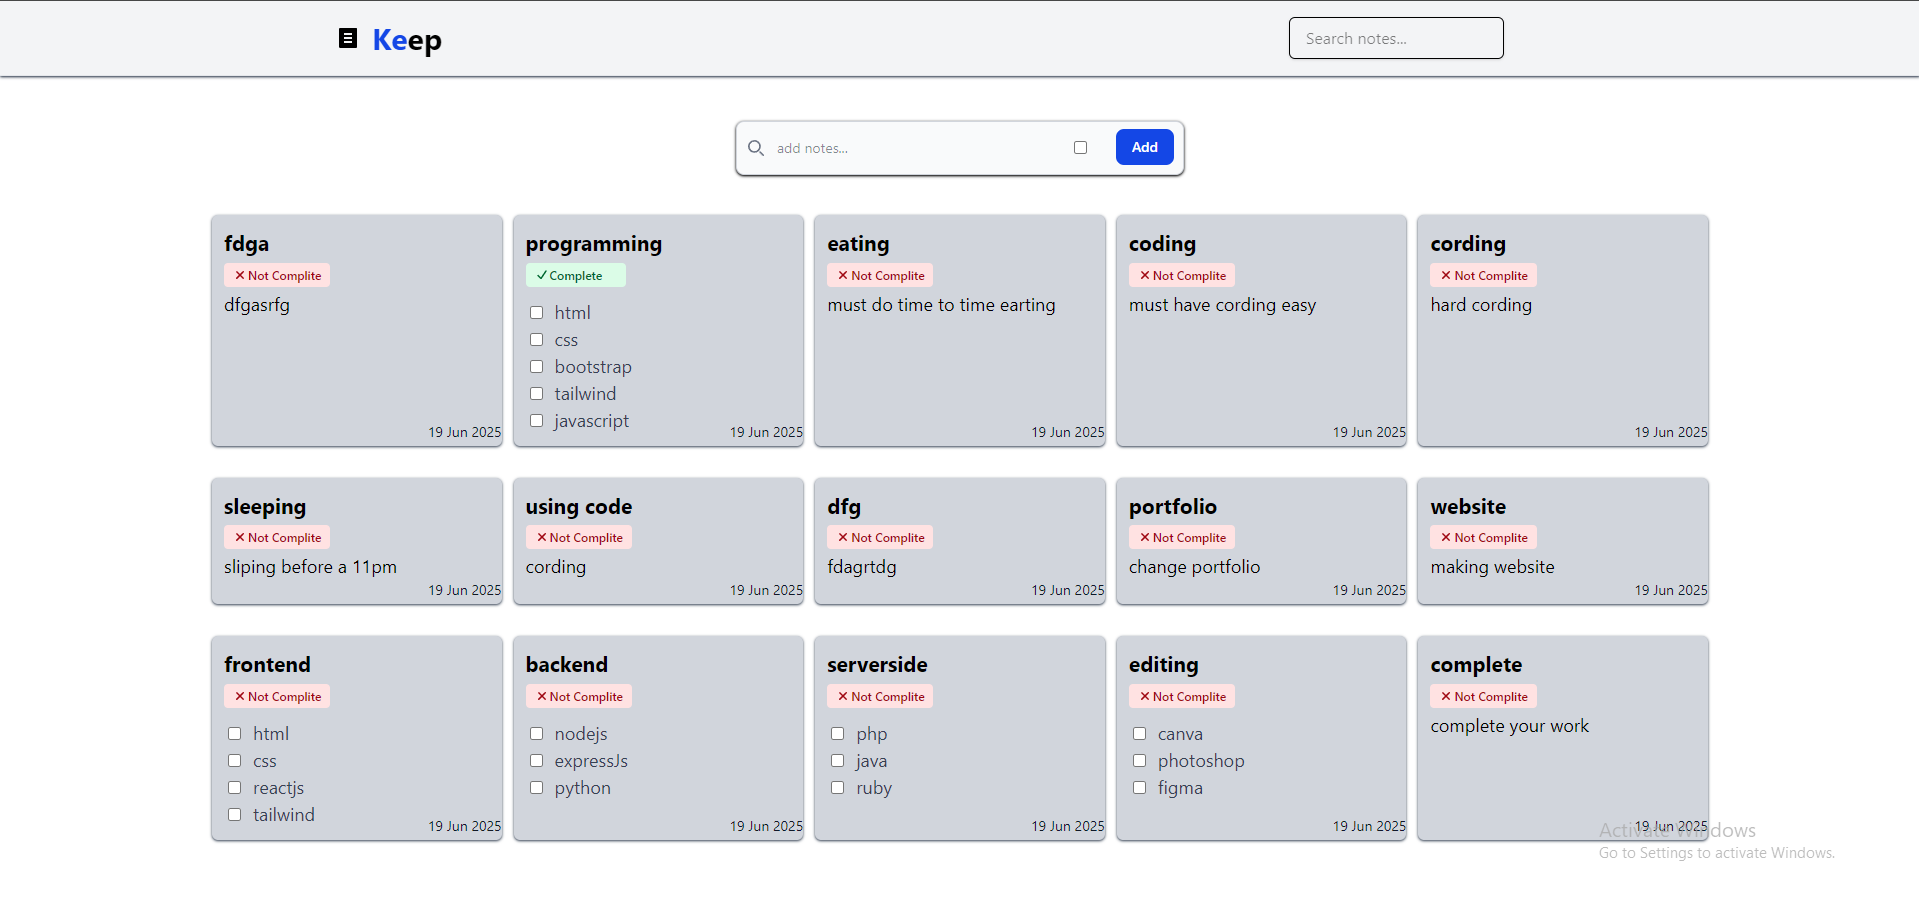 Keep
Search notes...
add notes...
Add
fdga
Not Complite
dfgasrfg
19 Jun 2025
programming
Complete
html
css
bootstrap
tailwind
javascript
19 Jun 2025
eating
Not Complite
must do time to time earting
19 Jun 2025
coding
Not Complite
must have cording easy
19 Jun 2025
cording
Not Complite
hard cording
19 Jun 2025
sleeping
Not Complite
sliping before a 11pm
19 Jun 2025
using code
Not Complite
cording
19 Jun 2025
dfg
Not Complite
fdagrtdg
19 Jun 2025
portfolio
Not Complite
change portfolio
19 Jun 2025
website
Not Complite
making website
19 Jun 2025
frontend
Not Complite
html
css
reactjs
tailwind
19 Jun 2025
backend
Not Complite
nodejs
expressJs
python
19 Jun 2025
serverside
Not Complite
php
java
ruby
19 Jun 2025
editing
Not Complite
canva
photoshop
figma
19 Jun 2025
complete
Not Complite
complete your work
19 Jun 2025
Activate Windows
Go to Settings to activate Windows.